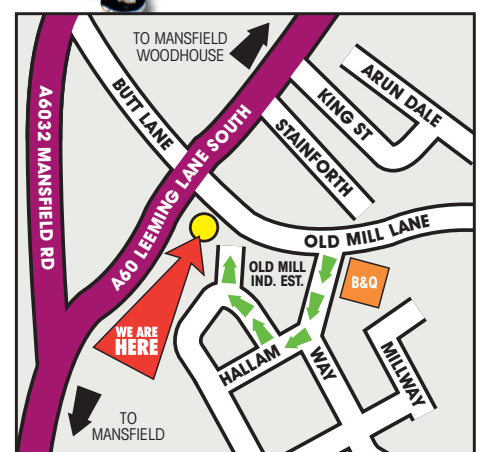 TO MANSFIELD
WOODHOUSE
ARUN DALE
KING ST
BUTT LANE
STAINFORTH
A6032 MANSFIELD RD
A60 LEEMING LANE SOUTH
OLD MILL LANE
OLD MILL
IND. EST.
B&Q
WE ARE
HERE
HALLAM
WAY
MILLWAY
TO
MANSFIELD